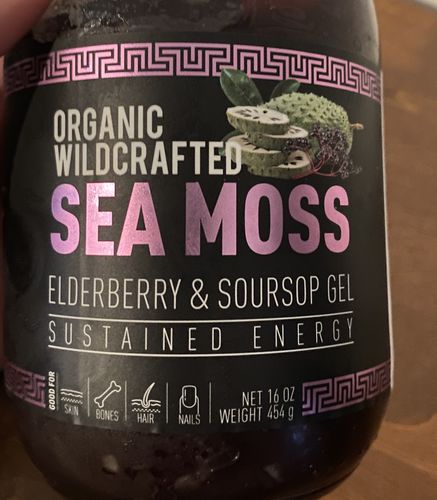 ORGANIC
WILDCRAFTED
SEA MOSS
ELDERBERRY & SOURSOP GEL
SUSTAINED ENERGY
GOOD FOR
SKIN
BONES
HAIR
NAILS
NET 16 OZ
WEIGHT 454 g